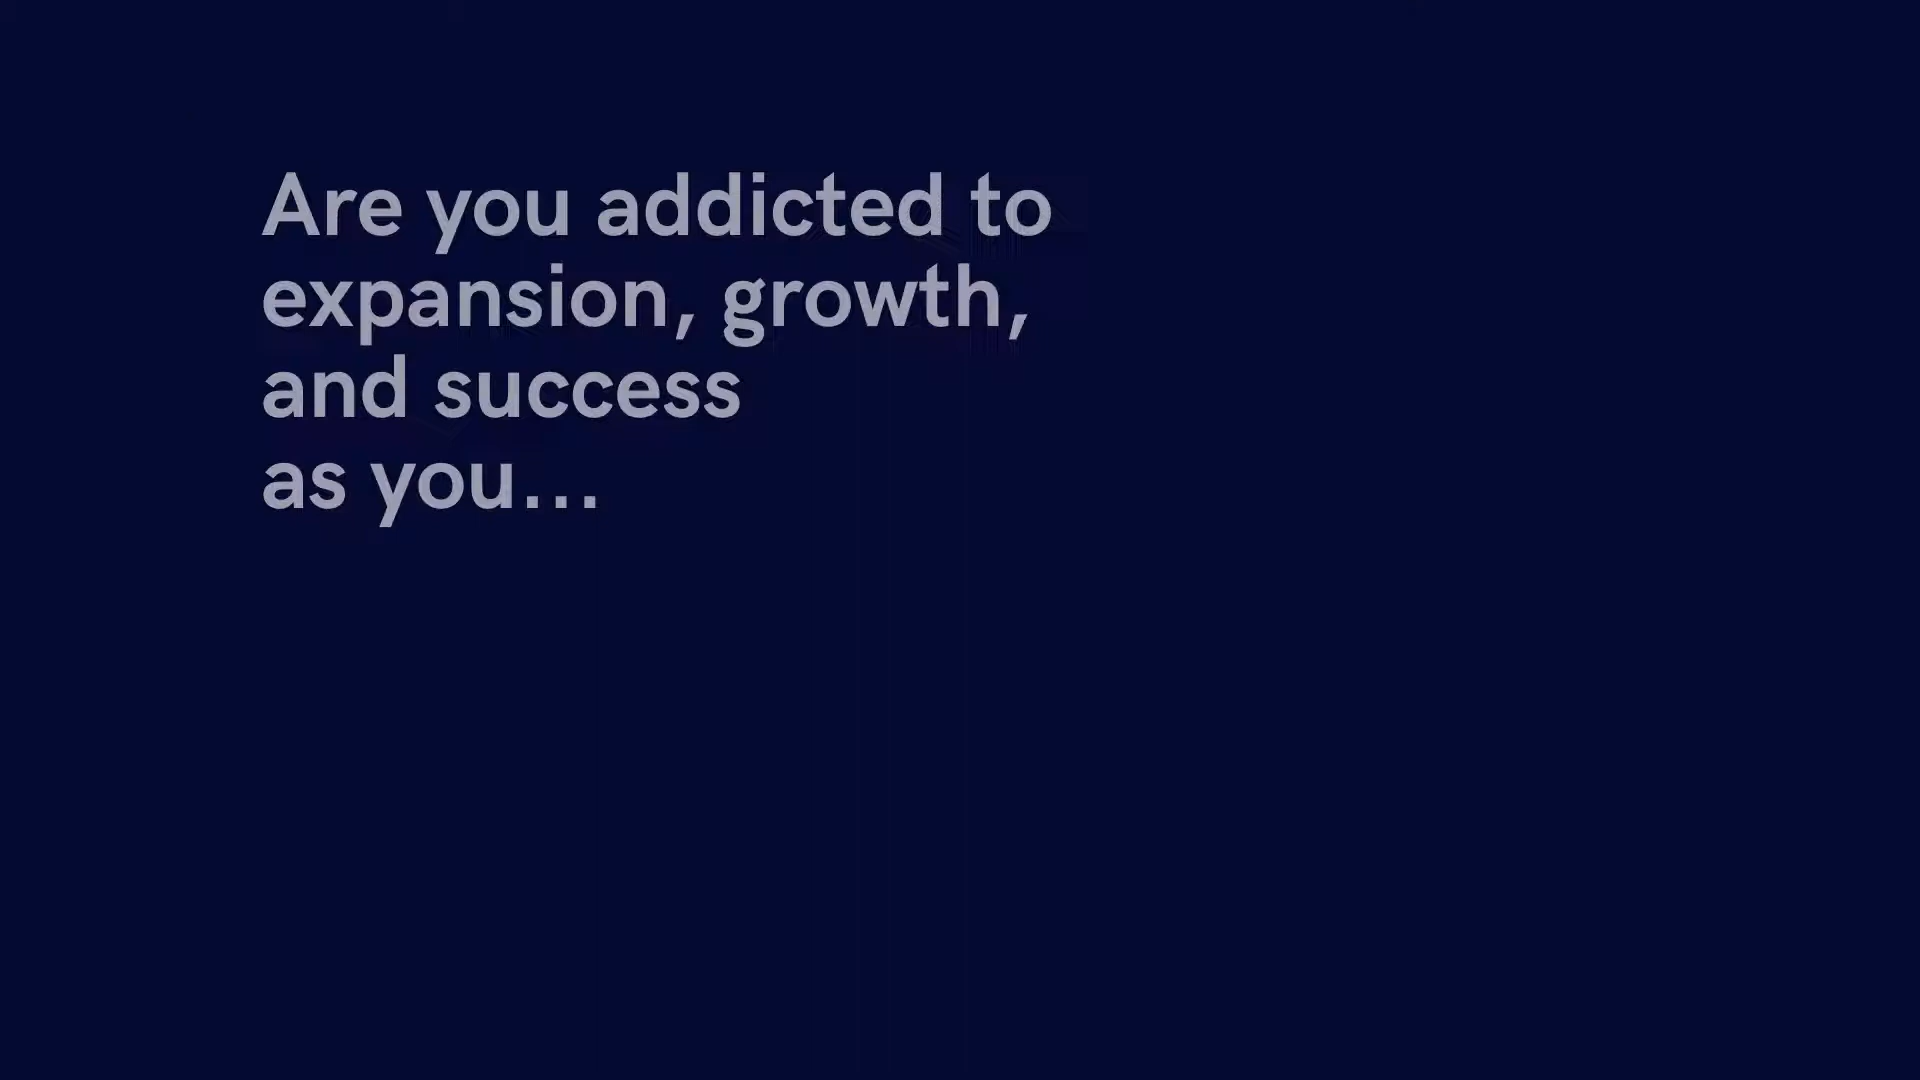 Are you addicted to
expansion, growth,
and success
as you...